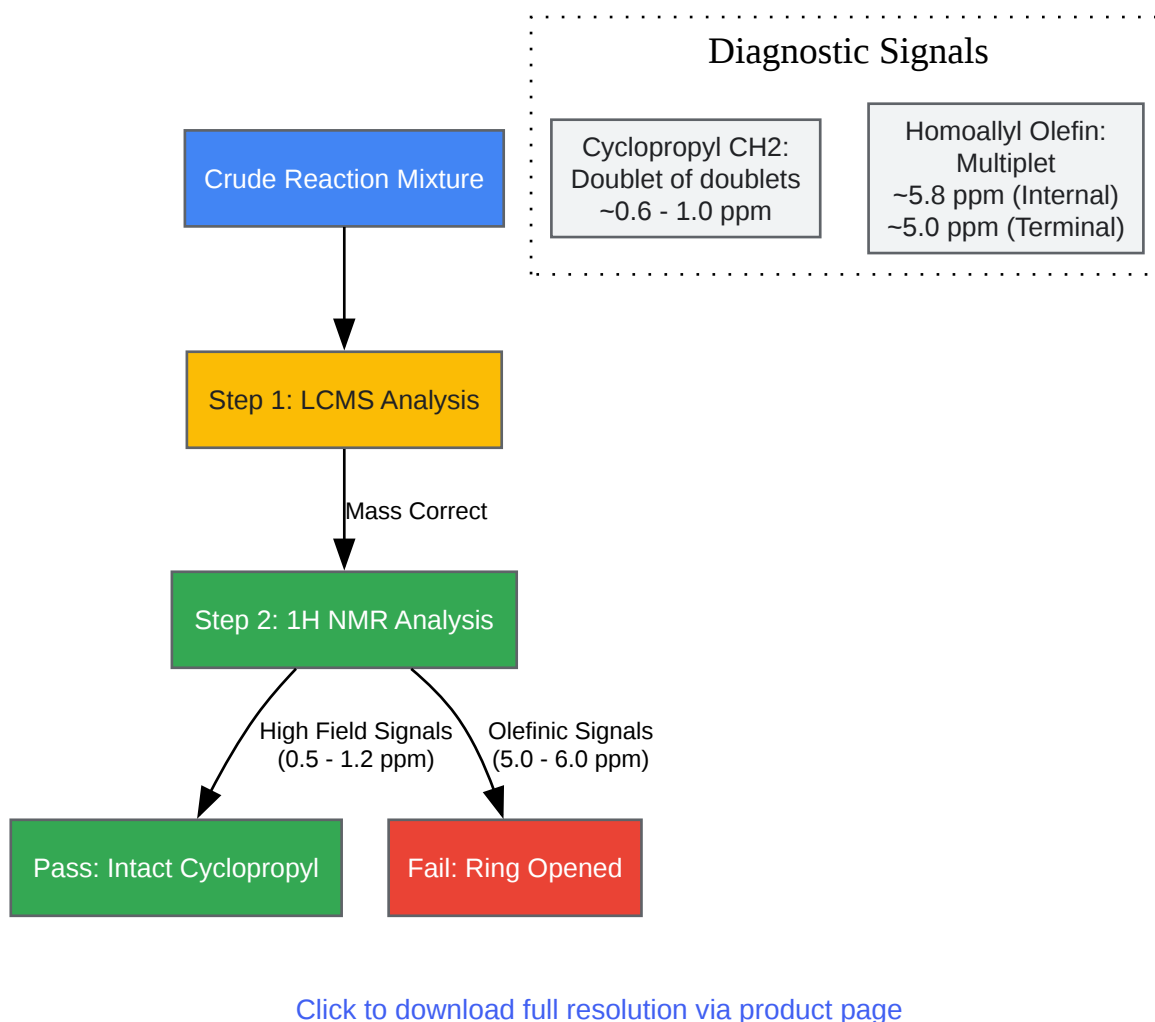 Diagnostic Signals
Cyclopropyl CH2:
Doublet of doublets
~0.6 - 1.0 ppm
Homoallyl Olefin:
Multiplet
~5.8 ppm (Internal)
~5.0 ppm (Terminal)
Crude Reaction Mixture
Step 1: LCMS Analysis
Mass Correct
Step 2: 1H NMR Analysis
High Field Signals
(0.5 - 1.2 ppm)
Olefinic Signals
(5.0 - 6.0 ppm)
Pass: Intact Cyclopropyl
Fail: Ring Opened
Click to download full resolution via product page